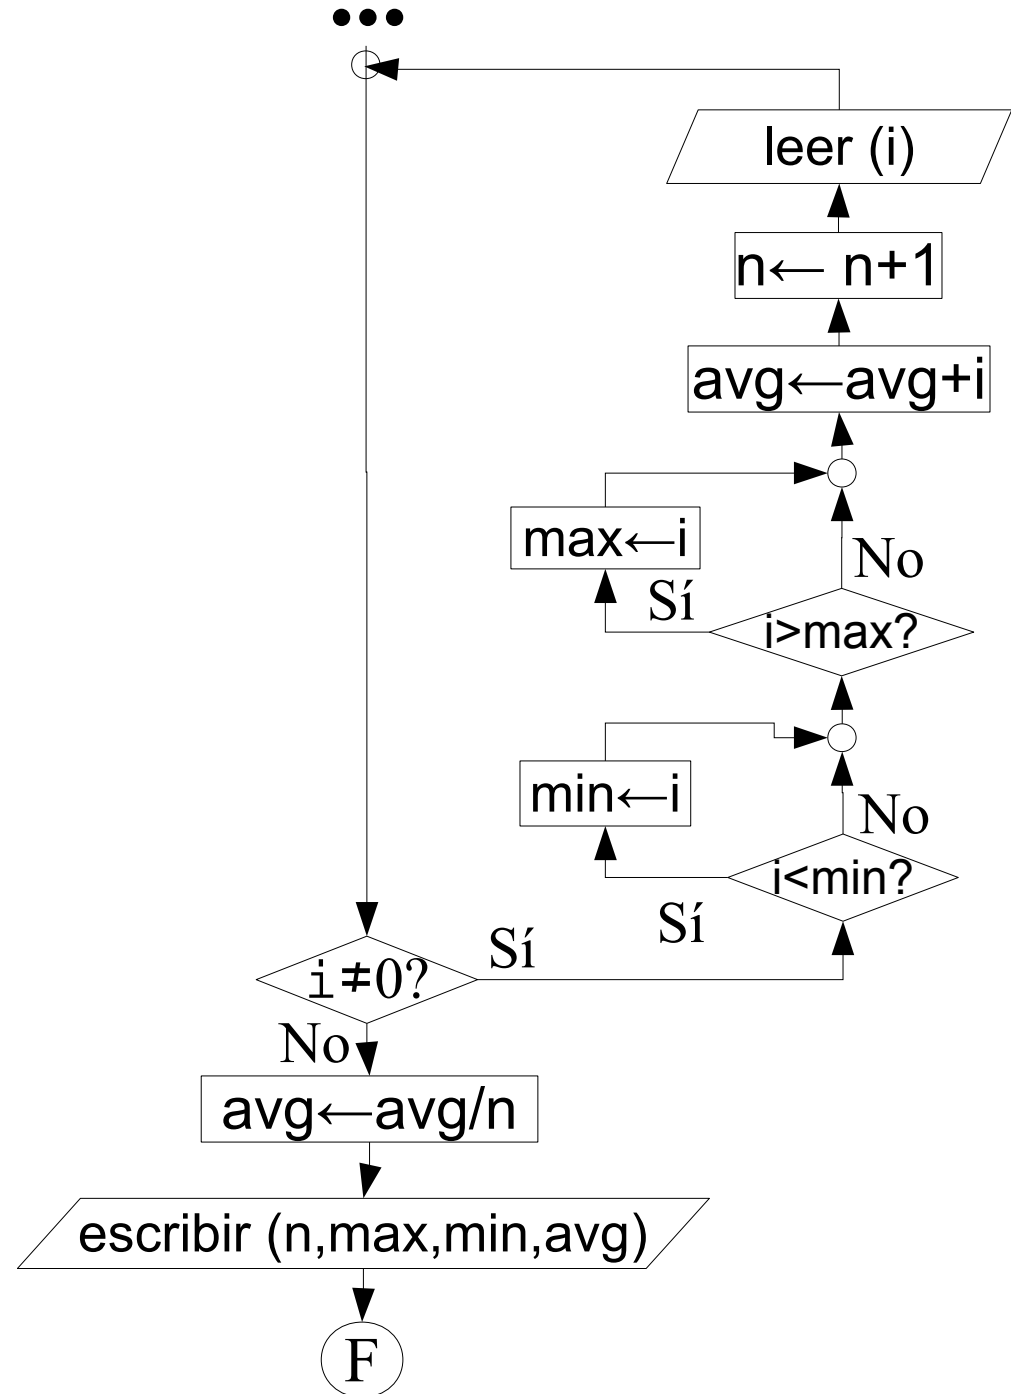 •••
leer (i)
n← n+1
avg←avg+i
max←i
No
Sí
i>max?
min←i
No
i<min?
Sí
Sí
i≠0?
No
avg←avg/n
escribir (n,max,min,avg)
F